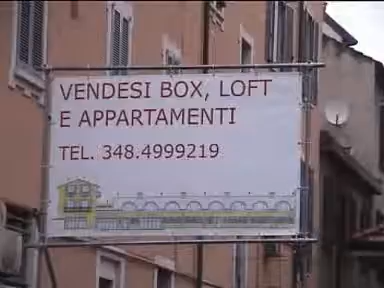 VENDESI BOX, LOFT
E APPARTAMENTI
TEL. 348.4999219